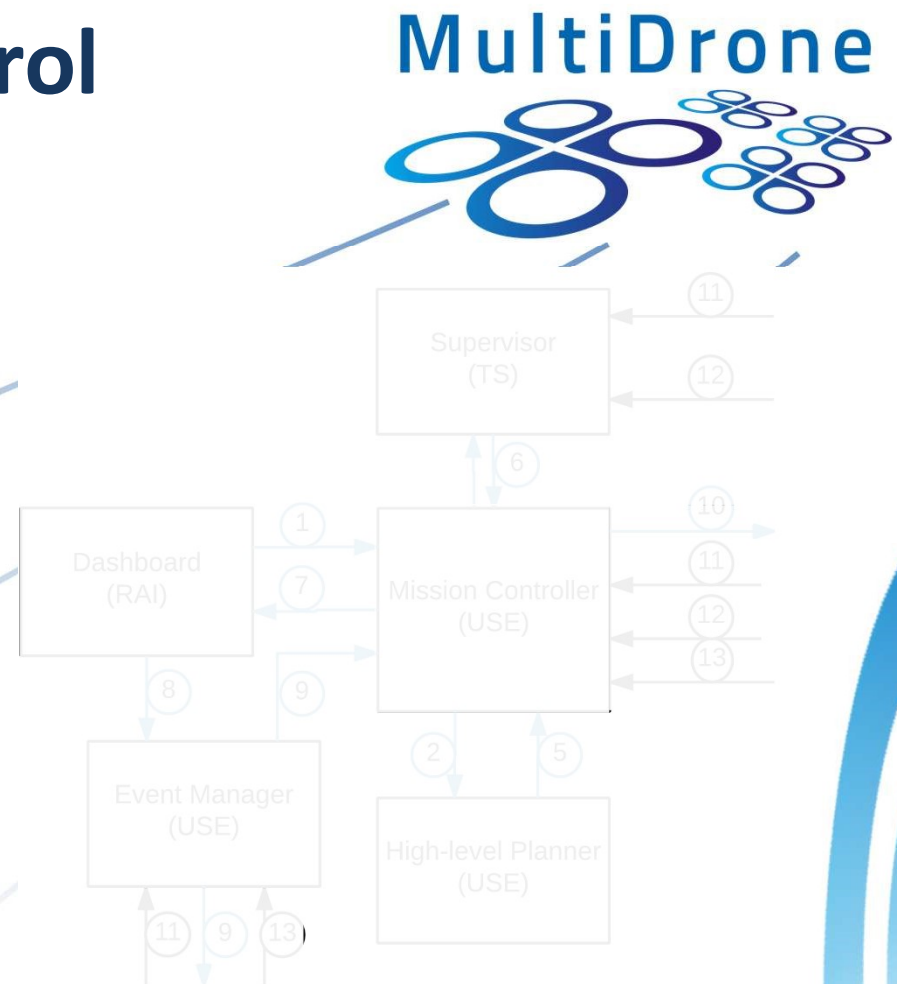 rol
MultiDrone
11
Supervisor
(TS)
12
6
10
1
Dashboard
(RAI)
11
7
Mission Controller
(USE)
12
13
8
9
2
5
Event Manager
(USE)
High-level Planner
(USE)
11
9
13